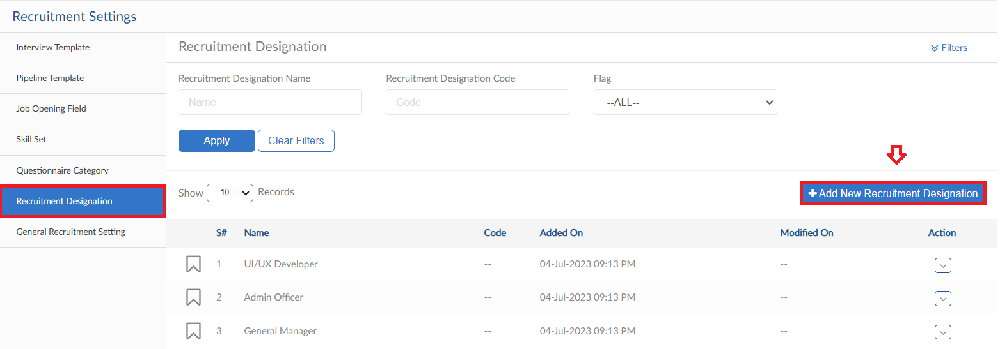 Recruitment Settings
Interview Template
Pipeline Template
Job Opening Field
Skill Set
Questionnaire Category
Recruitment Designation
General Recruitment Setting
Recruitment Designation
Filters
Recruitment Designation Name
Recruitment Designation Code
Flag
Name
Code
--ALL--
Apply
Clear Filters
Show 10 Records
+ Add New Recruitment Designation
S# Name Code Added On Modified On Action
1 UI/UX Developer -- 04-Jul-2023 09:13 PM --
2 Admin Officer -- 04-Jul-2023 09:13 PM --
3 General Manager -- 04-Jul-2023 09:13 PM --